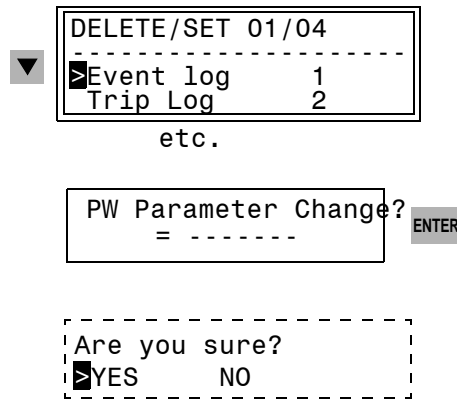 DELETE/SET 01/04
---------------------
▼
>Event log 1
Trip Log 2
etc.
PW Parameter Change?
= -------
ENTER
Are you sure?
>YES NO